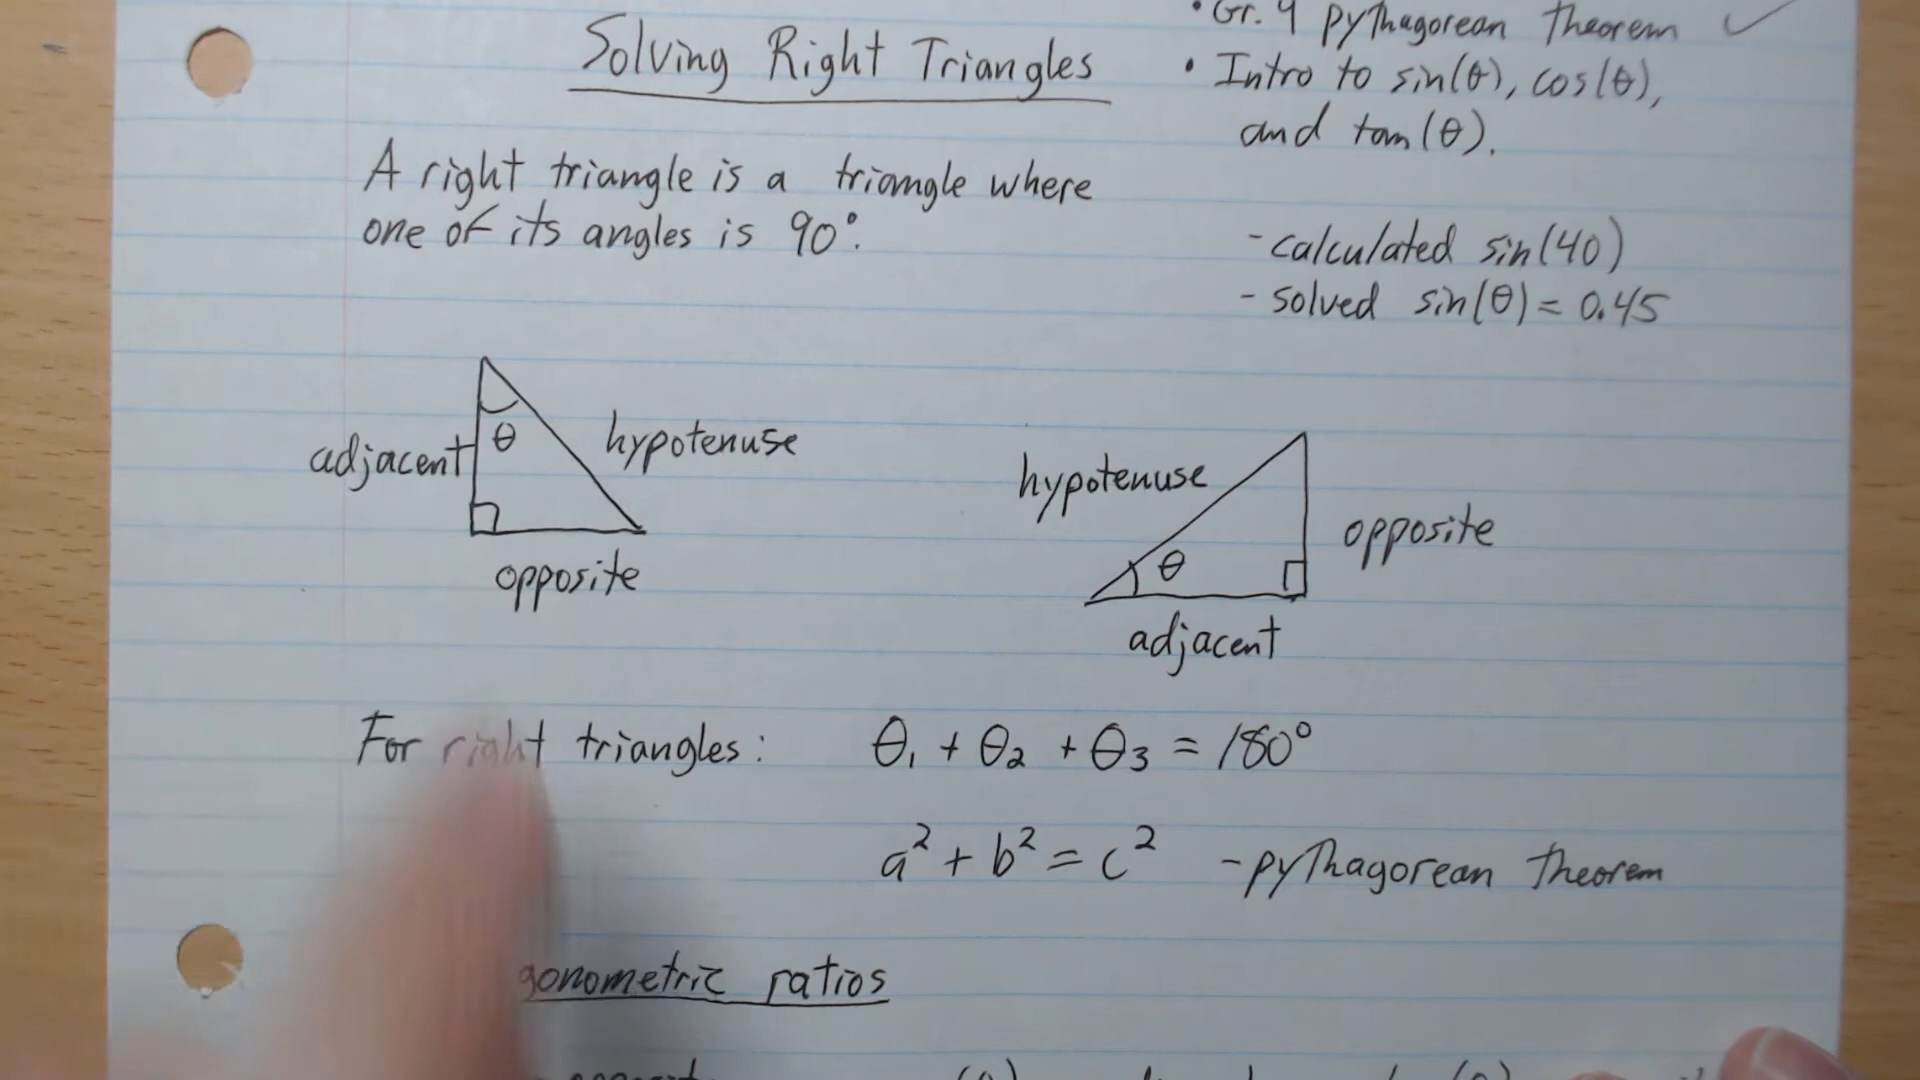 Solving Right Triangles
• Gr. 9 pythagorean Theorem ✓
• Intro to sin(θ), cos(θ),
and tan(θ).
A right triangle is a triangle where
one of its angles is 90°.
- calculated sin(40)
- solved sin(θ) = 0.45
adjacent
θ
hypotenuse
opposite
hypotenuse
θ
opposite
adjacent
For right triangles: θ₁ + θ₂ + θ₃ = 180°
a² + b² = c² - pythagorean Theorem
gonometric ratios